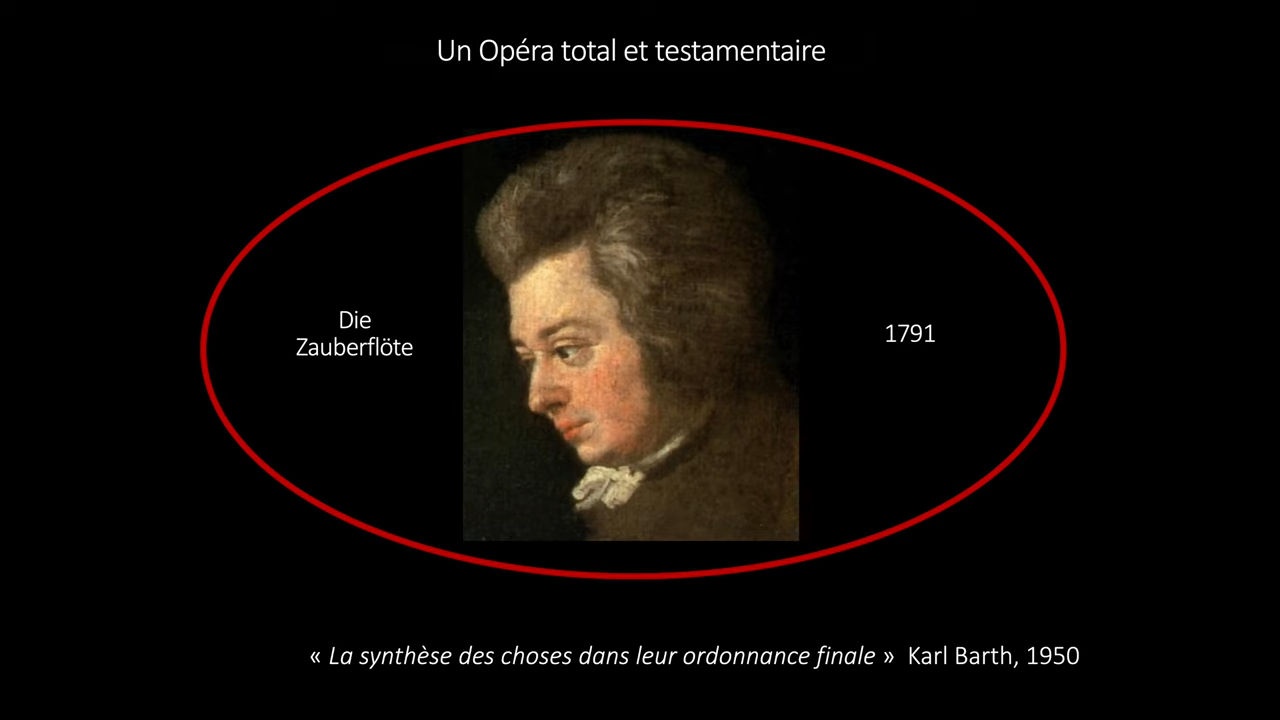 Un Opéra total et testamentaire
Die
Zauberflöte
1791
« La synthèse des choses dans leur ordonnance finale » Karl Barth, 1950